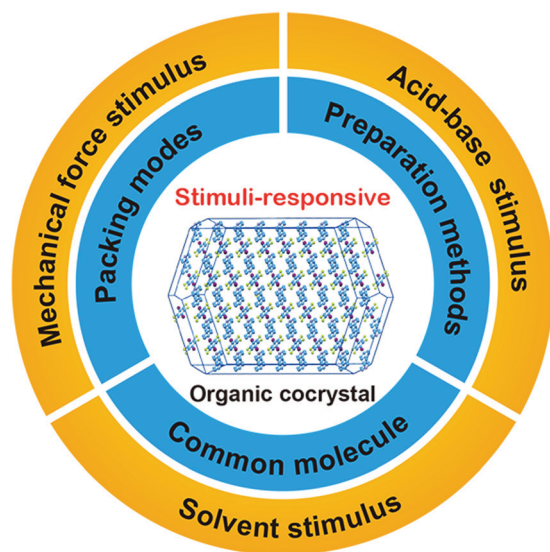 Mechanical force stimulus
Acid-base stimulus
Packing modes
Preparation methods
Stimuli-responsive
Organic cocrystal
Common molecule
Solvent stimulus